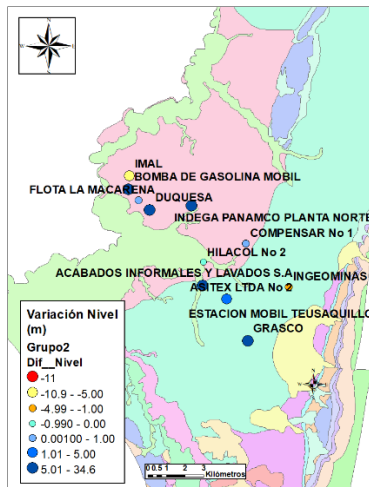 N
W
E
S
IMAL
BOMBA DE GASOLINA MOBIL
FLOTA LA MACARENA
DUQUESA
INDEGA PANAMCO PLANTA NORTE
COMPENSAR No 1
HILACOL No 2
ACABADOS INFORMALES Y LAVADOS S.A
INGEOMINAS
ASITEX LTDA No 2
ESTACION MOBIL TEUSAQUILLO
GRASCO
Variación Nivel
(m)
Grupo2
Dif__Nivel
-11
-10.9 - -5.00
-4.99 - -1.00
-0.990 - 0.00
0.00100 - 1.00
1.01 - 5.00
5.01 - 34.6
0 0.5 1 2 3
Kilómetros